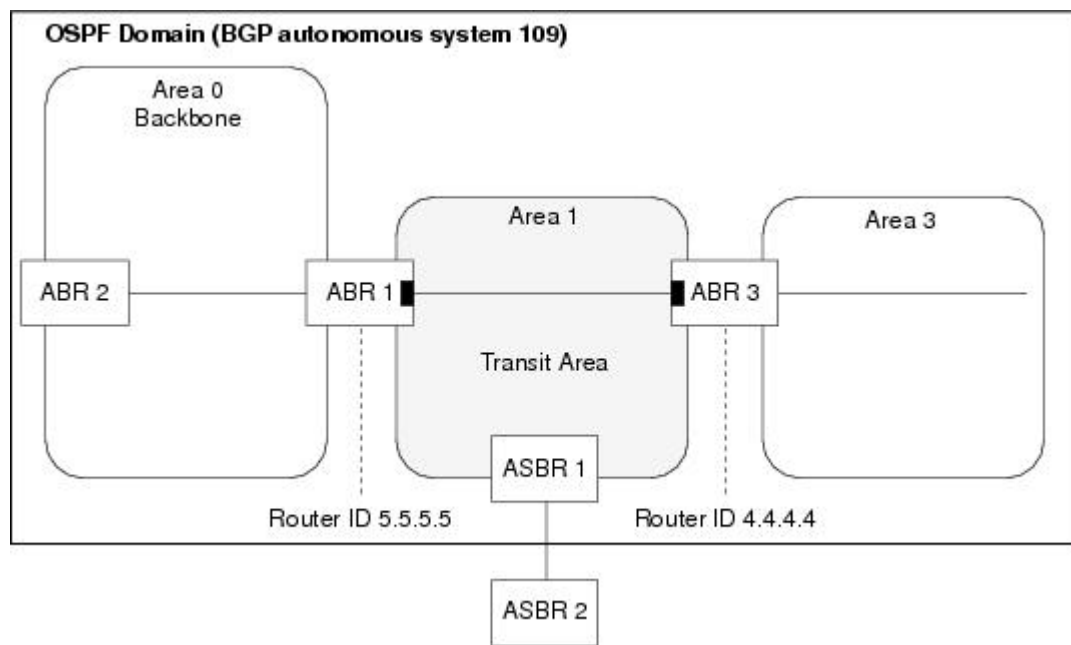 OSPF Domain (BGP autonomous system 109)
Area 0
Backbone
Area 1
Area 3
ABR 2
ABR 1
ABR 3
Transit Area
ASBR 1
Router ID 5.5.5.5
Router ID 4.4.4.4
ASBR 2